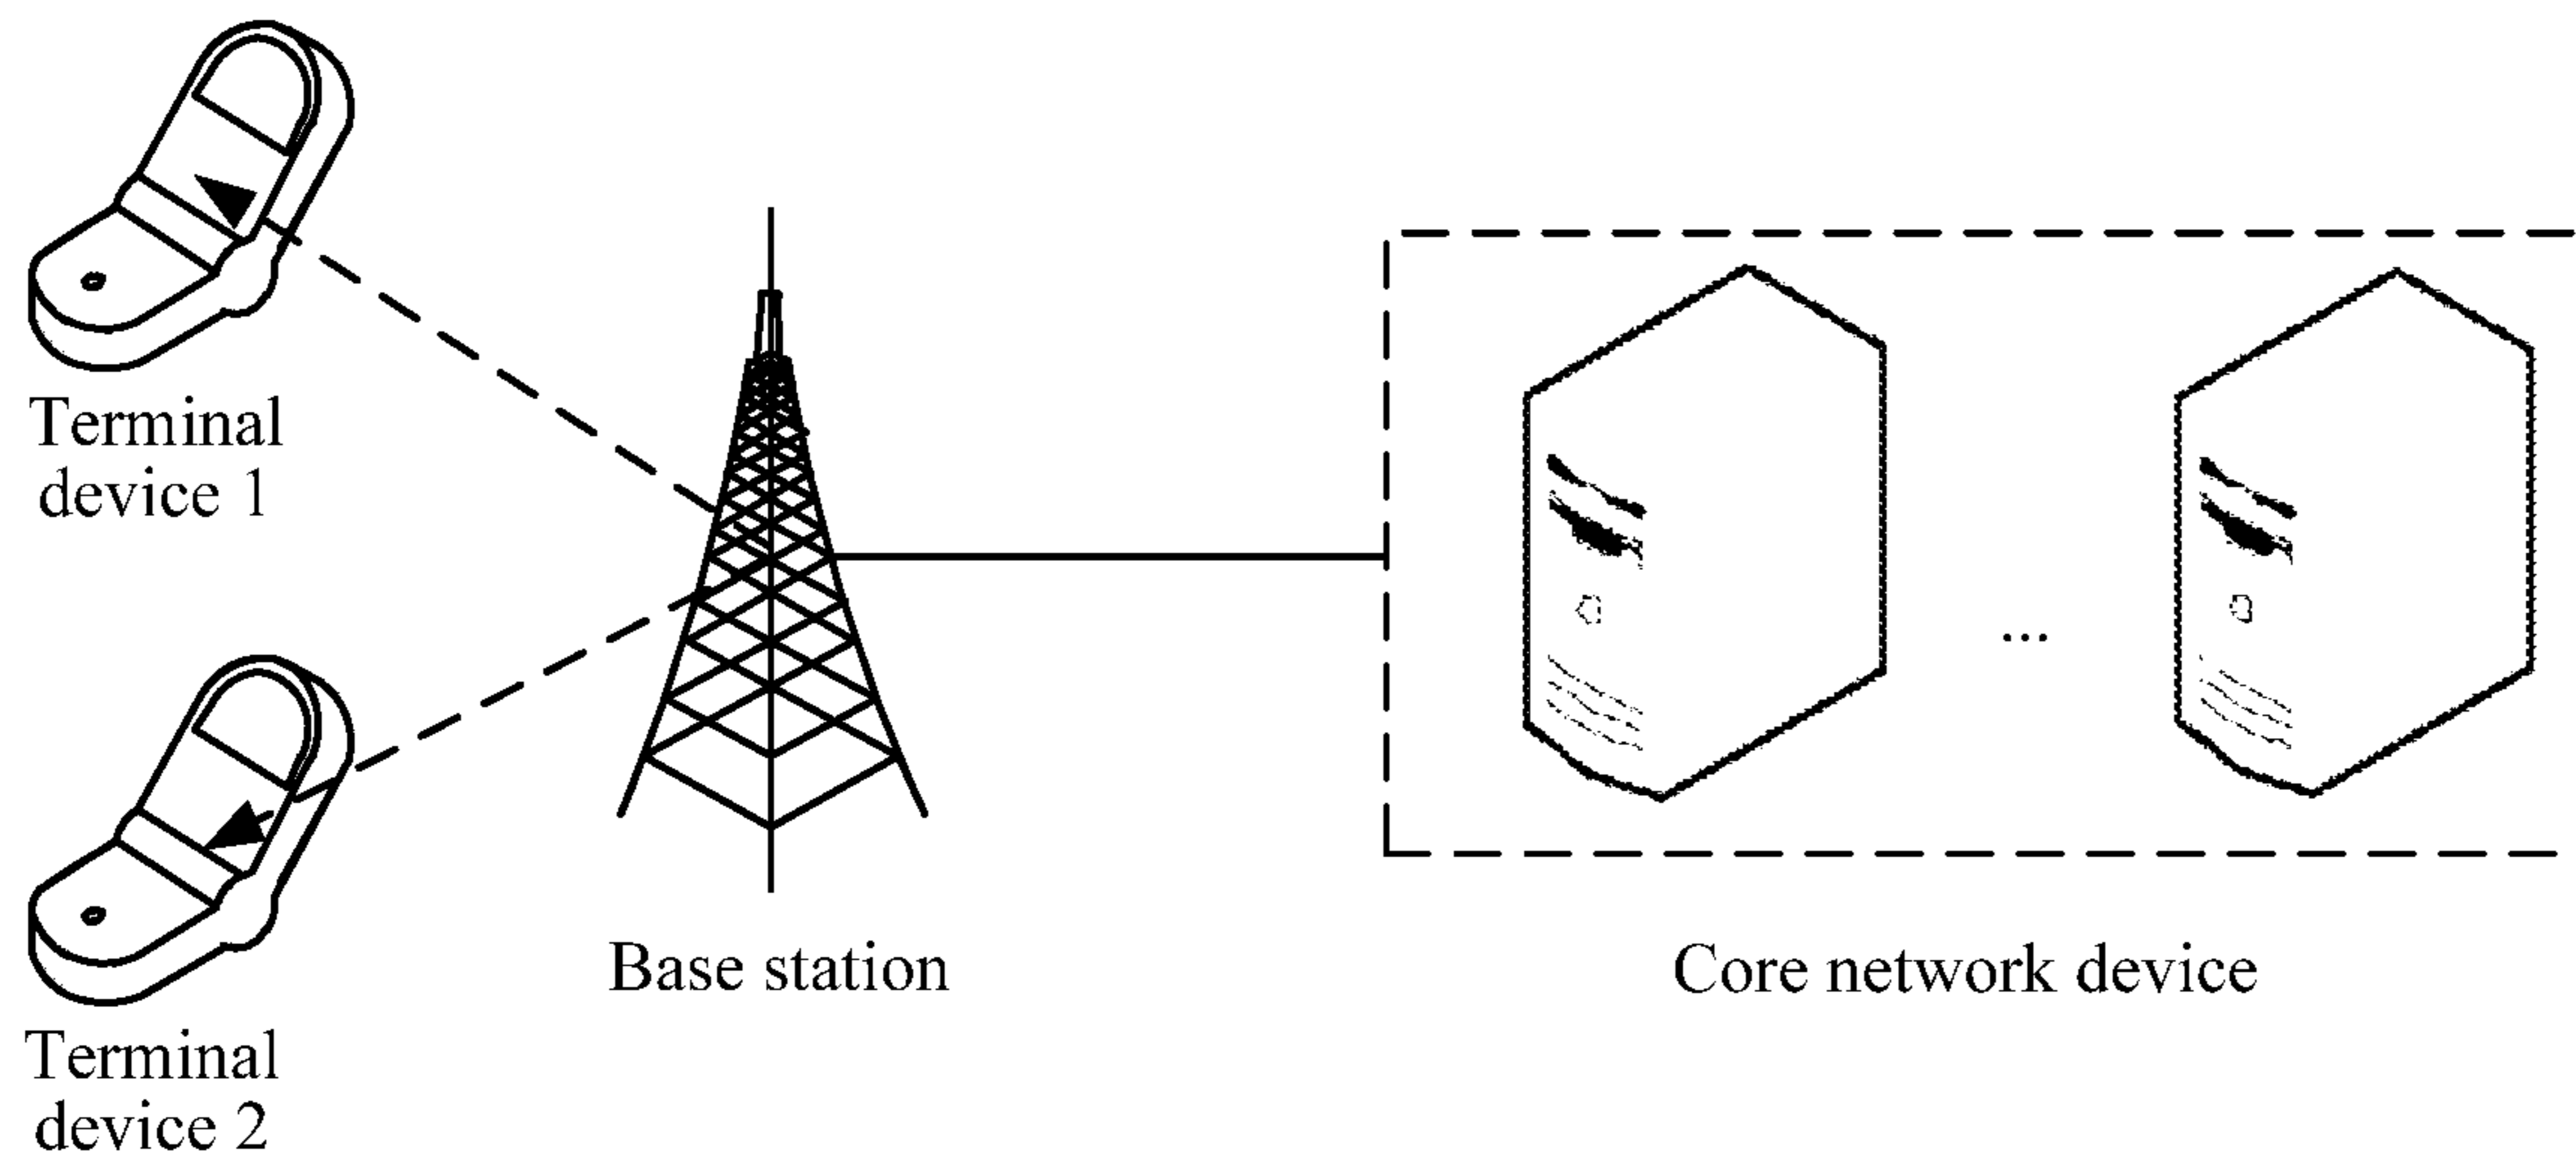 Terminal
device 1
...
Base station
Core network device
Terminal
device 2